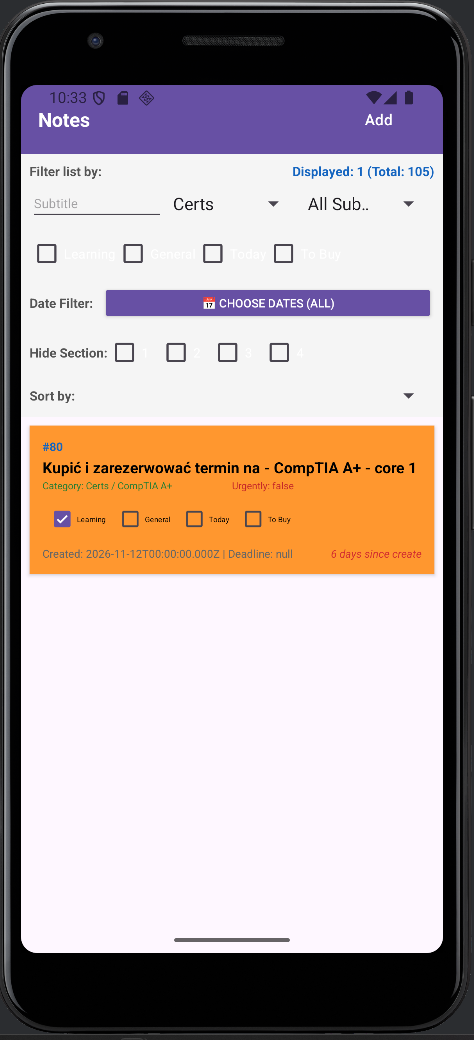 10:33
Notes Add
Filter list by: Displayed: 1 (Total: 105)
Subtitle Certs All Sub..
Learning General Today To Buy
Date Filter: 📅 CHOOSE DATES (ALL)
Hide Section: 1 2 3 4
Sort by:
#80
Kupić i zarezerwować termin na - CompTIA A+ - core 1
Category: Certs / CompTIA A+ Urgently: false
Learning General Today To Buy
Created: 2026-11-12T00:00:00.000Z | Deadline: null 6 days since create